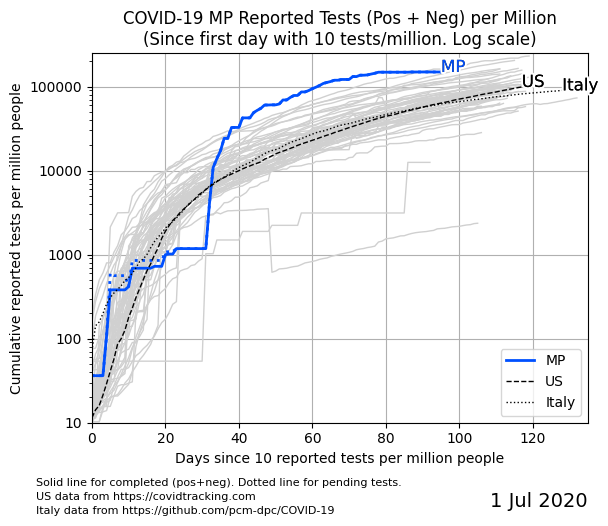 COVID-19 MP Reported Tests (Pos + Neg) per Million
(Since first day with 10 tests/million. Log scale)
MP
US
Italy
Cumulative reported tests per million people
100000
10000
1000
100
10
0 20 40 60 80 100 120
Days since 10 reported tests per million people
MP
US
Italy
Solid line for completed (pos+neg). Dotted line for pending tests.
US data from https://covidtracking.com
Italy data from https://github.com/pcm-dpc/COVID-19
1 Jul 2020